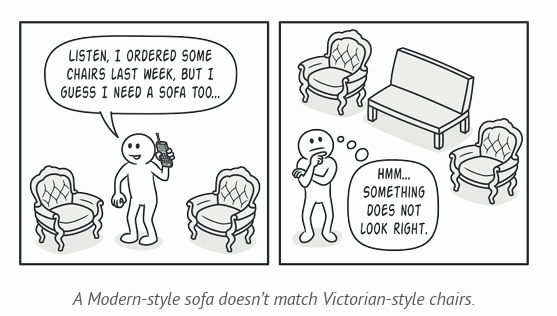 LISTEN, I ORDERED SOME
CHAIRS LAST WEEK, BUT I
GUESS I NEED A SOFA TOO...
HMM...
SOMETHING
DOES NOT
LOOK RIGHT.
A Modern-style sofa doesn't match Victorian-style chairs.